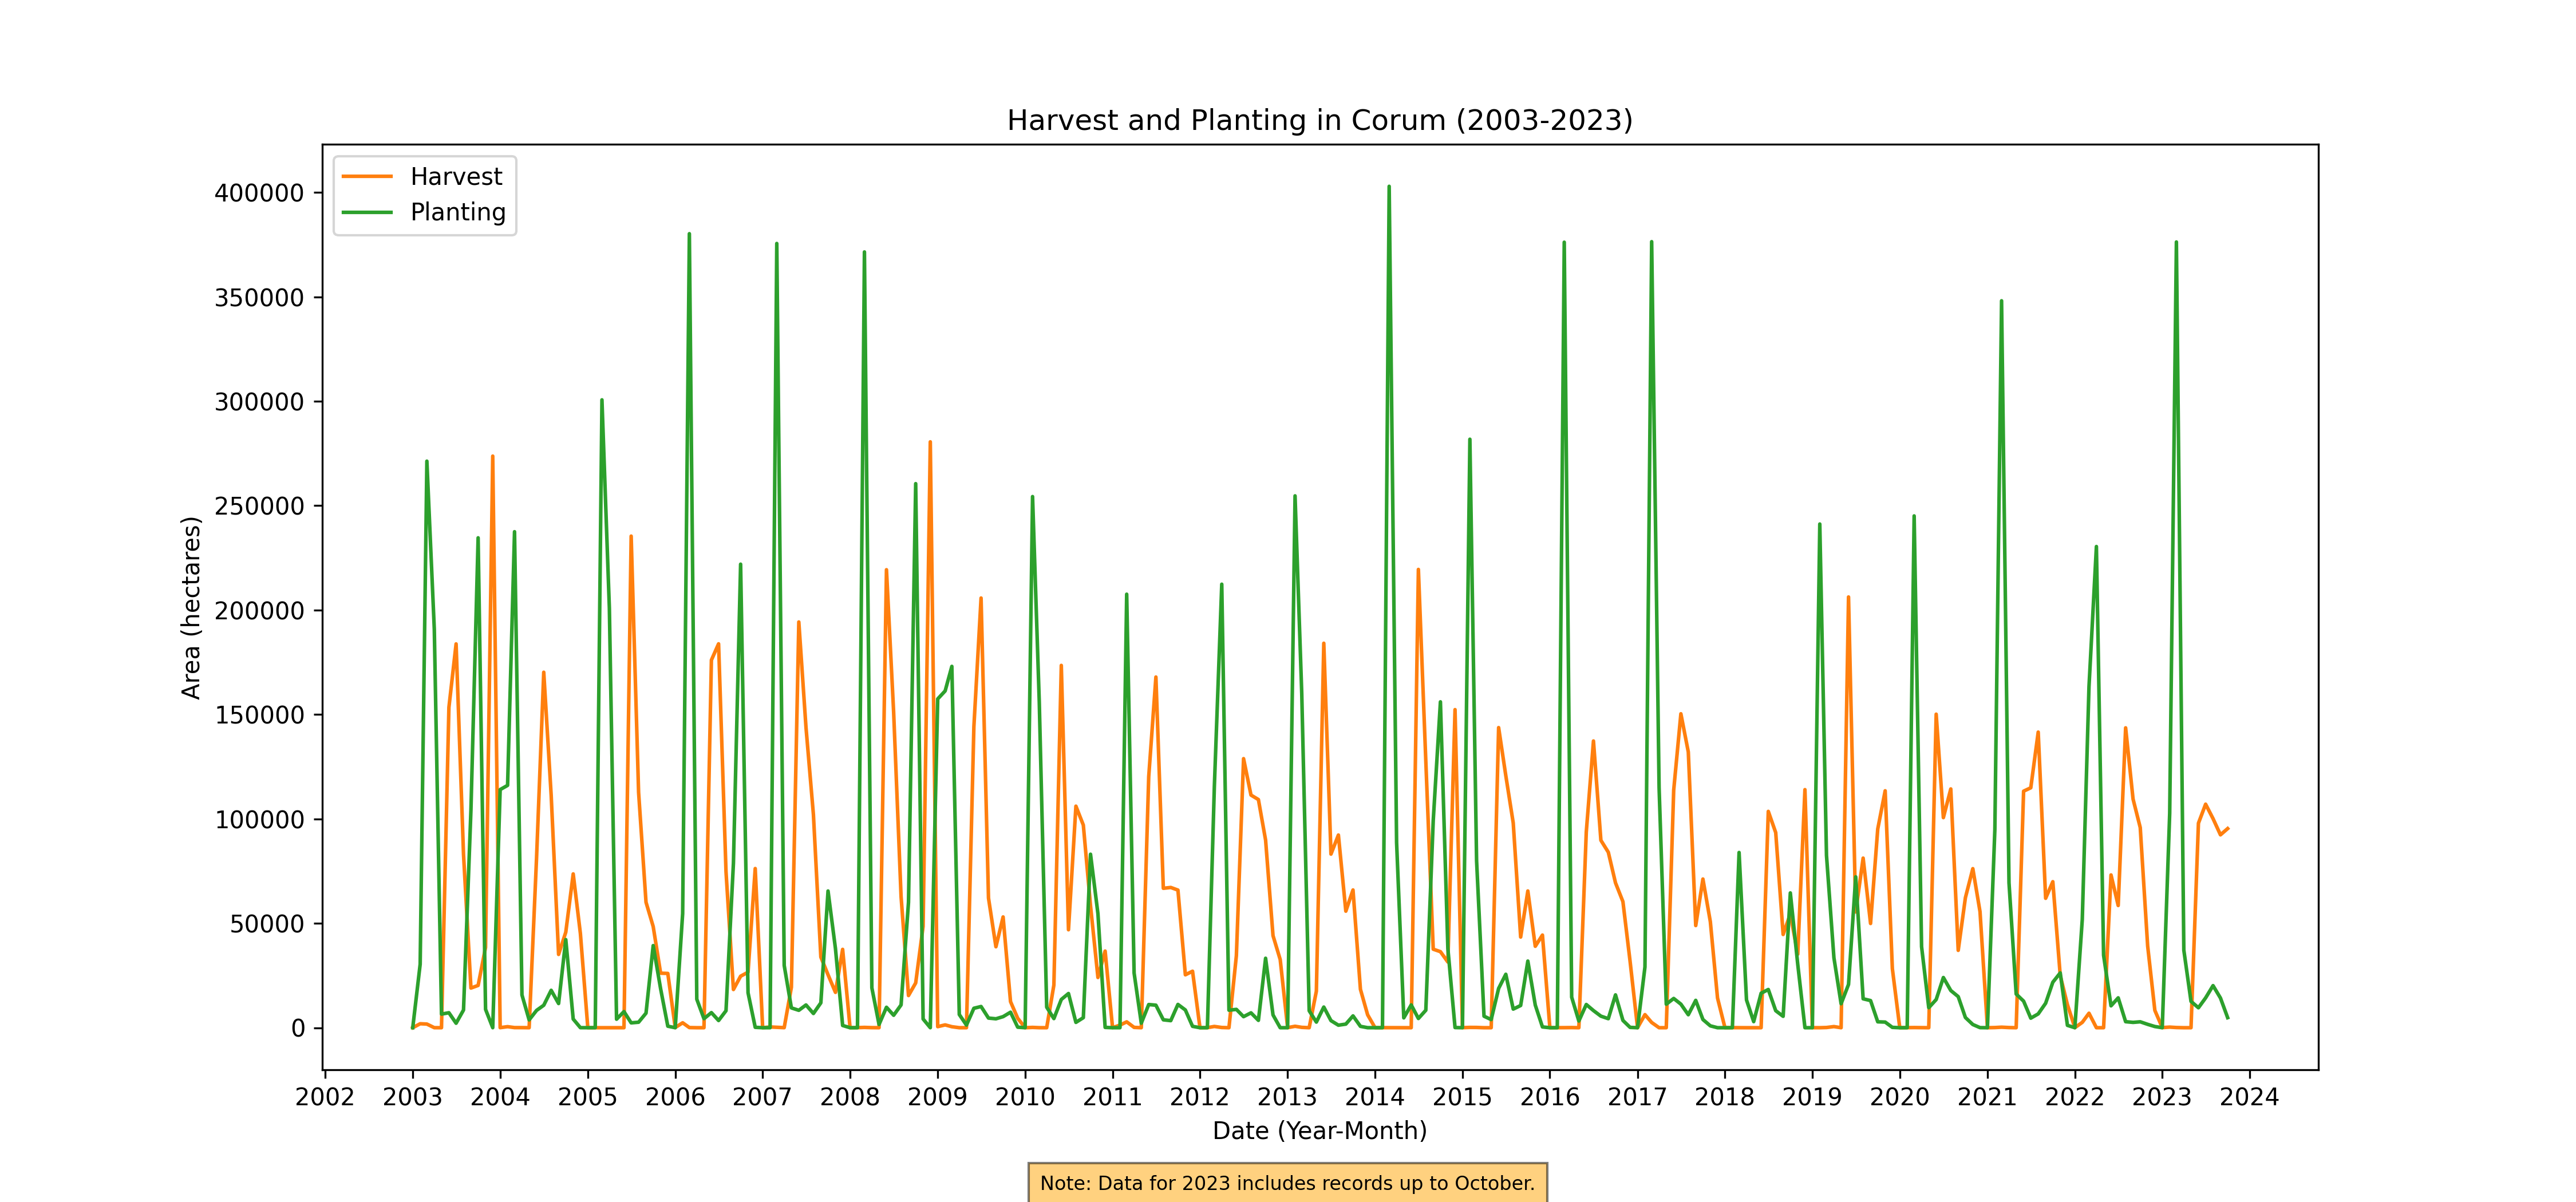 Harvest and Planting in Corum (2003-2023)
Harvest
Planting
400000
350000
300000
250000
200000
150000
100000
50000
0
Area (hectares)
2002 2003 2004 2005 2006 2007 2008 2009 2010 2011 2012 2013 2014 2015 2016 2017 2018 2019 2020 2021 2022 2023 2024
Date (Year-Month)
Note: Data for 2023 includes records up to October.